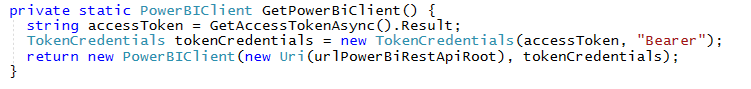 private static PowerBIClient GetPowerBiClient() {
  string accessToken = GetAccessTokenAsync().Result;
  TokenCredentials tokenCredentials = new TokenCredentials(accessToken, "Bearer");
  return new PowerBIClient(new Uri(urlPowerBiRestApiRoot), tokenCredentials);
}